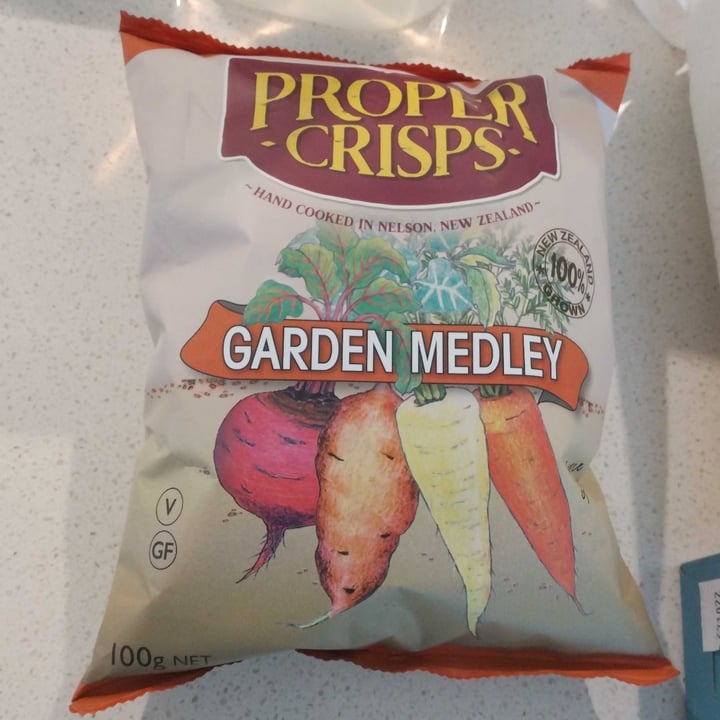 PROPER
·CRISPS·
~HAND COOKED IN NELSON, NEW ZEALAND~
NEW ZEALAND
100%
GROWN
GARDEN MEDLEY
V
GF
100g NET